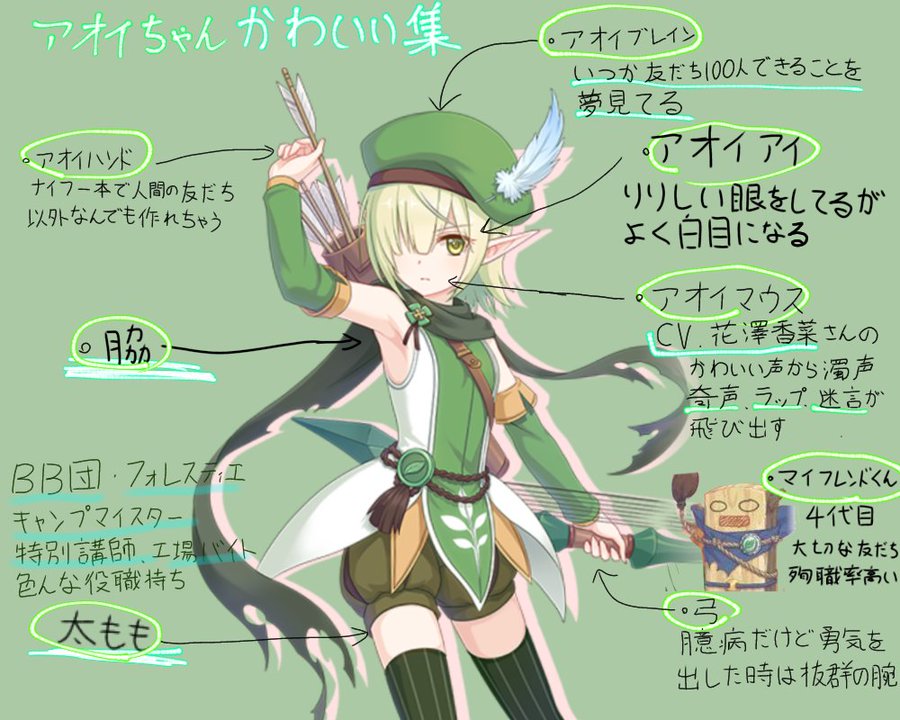 アオイちゃんかわいい集
・アオイブレイン
いつか友だち100人できることを
夢見てる
・アオイハンド
ナイフ一本で人間の友だち
以外なんでも作れちゃう
・アオイアイ
りりしい眼をしてるが
よく白目になる
・アオイマウス
CV.花澤香菜さんの
かわいい声から濁声
奇声、ラップ、迷言が
飛び出す
。脇
BB団・フォレスティエ
キャンプマイスター
特別講師、工場バイト
色んな役職持ち
・マイフレンドくん
4代目
大切な友だち
殉職率高い
太もも
・弓
臆病だけど勇気を
出した時は抜群の腕